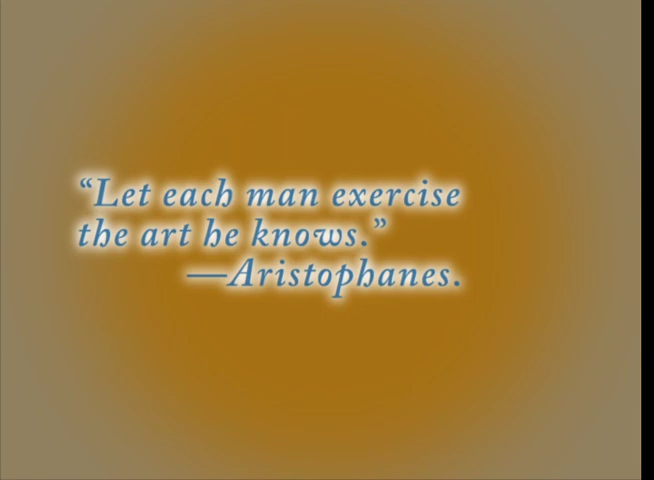 “Let each man exercise
the art he knows.”
—Aristophanes.